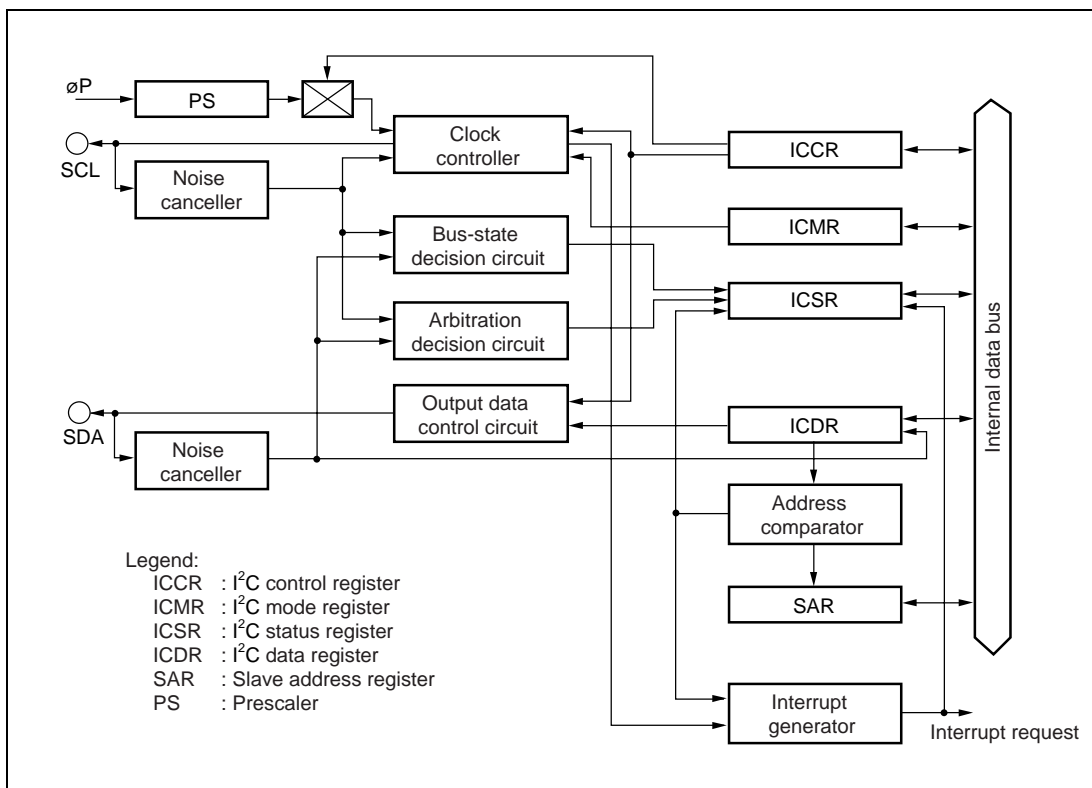 øP
PS
SCL
Noise
canceller
Clock
controller
Bus-state
decision circuit
Arbitration
decision circuit
Output data
control circuit
SDA
Noise
canceller
ICCR
ICMR
ICSR
ICDR
Address
comparator
SAR
Interrupt
generator
Interrupt request
Internal data bus
Legend:
ICCR : I²C control register
ICMR : I²C mode register
ICSR : I²C status register
ICDR : I²C data register
SAR : Slave address register
PS : Prescaler